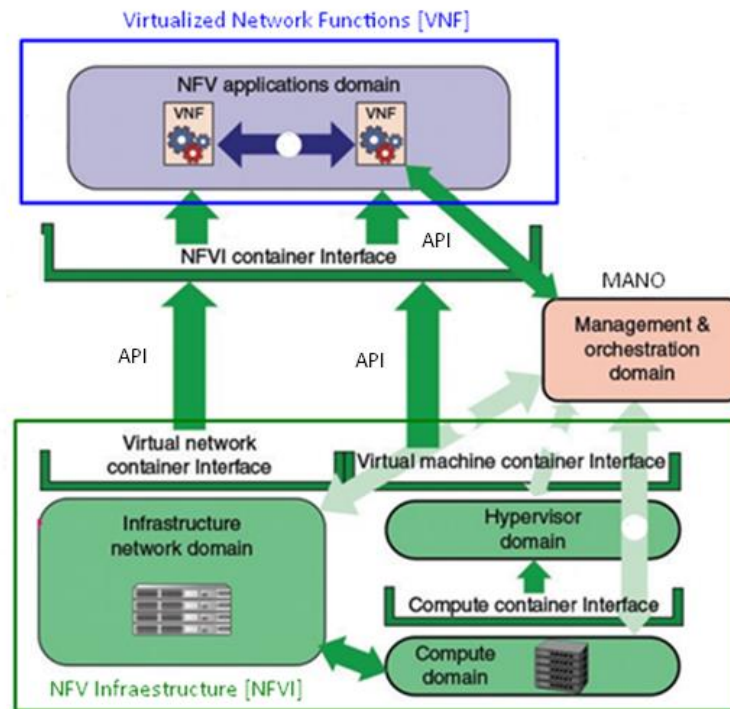 Virtualized Network Functions [VNF]
NFV applications domain
VNF
VNF
API
NFVI container Interface
MANO
Management &
orchestration
domain
API
API
Virtual network
container Interface
Virtual machine container Interface
Infrastructure
network domain
Hypervisor
domain
Compute container Interface
Compute
domain
NFV Infraestructure [NFVI]